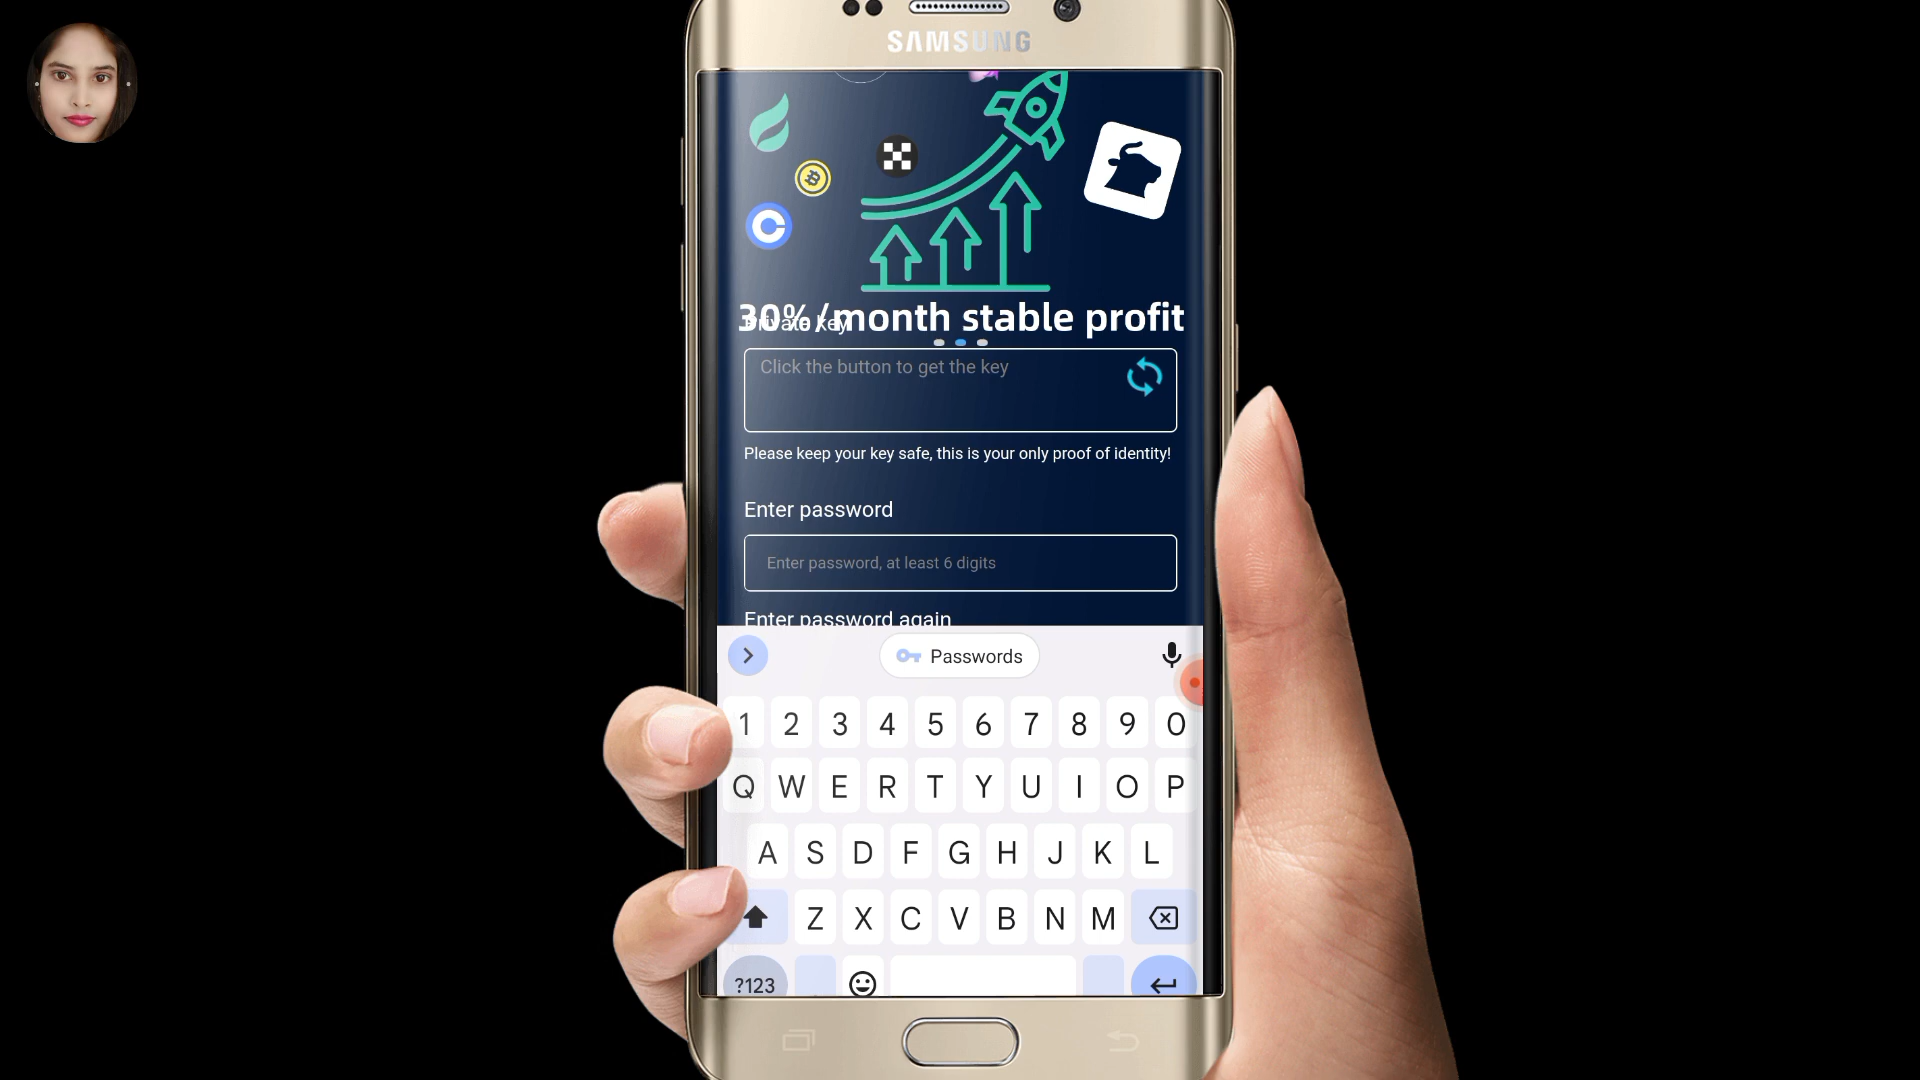 SAMSUNG
30%/month stable profit
Private key
Click the button to get the key
Please keep your key safe, this is your only proof of identity!
Enter password
Enter password, at least 6 digits
Enter password again
Passwords
1 2 3 4 5 6 7 8 9 0
Q W E R T Y U I O P
A S D F G H J K L
Z X C V B N M
?123